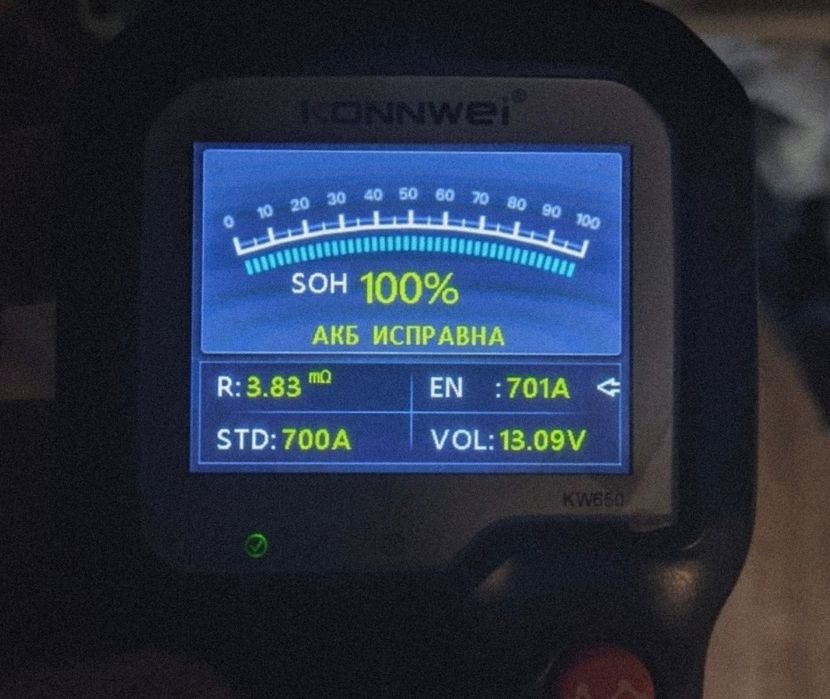 KONNWEI®
0 10 20 30 40 50 60 70 80 90 100
SOH 100%
АКБ ИСПРАВНА
R: 3.83 mΩ EN : 701A
STD: 700A VOL: 13.09V
KW650